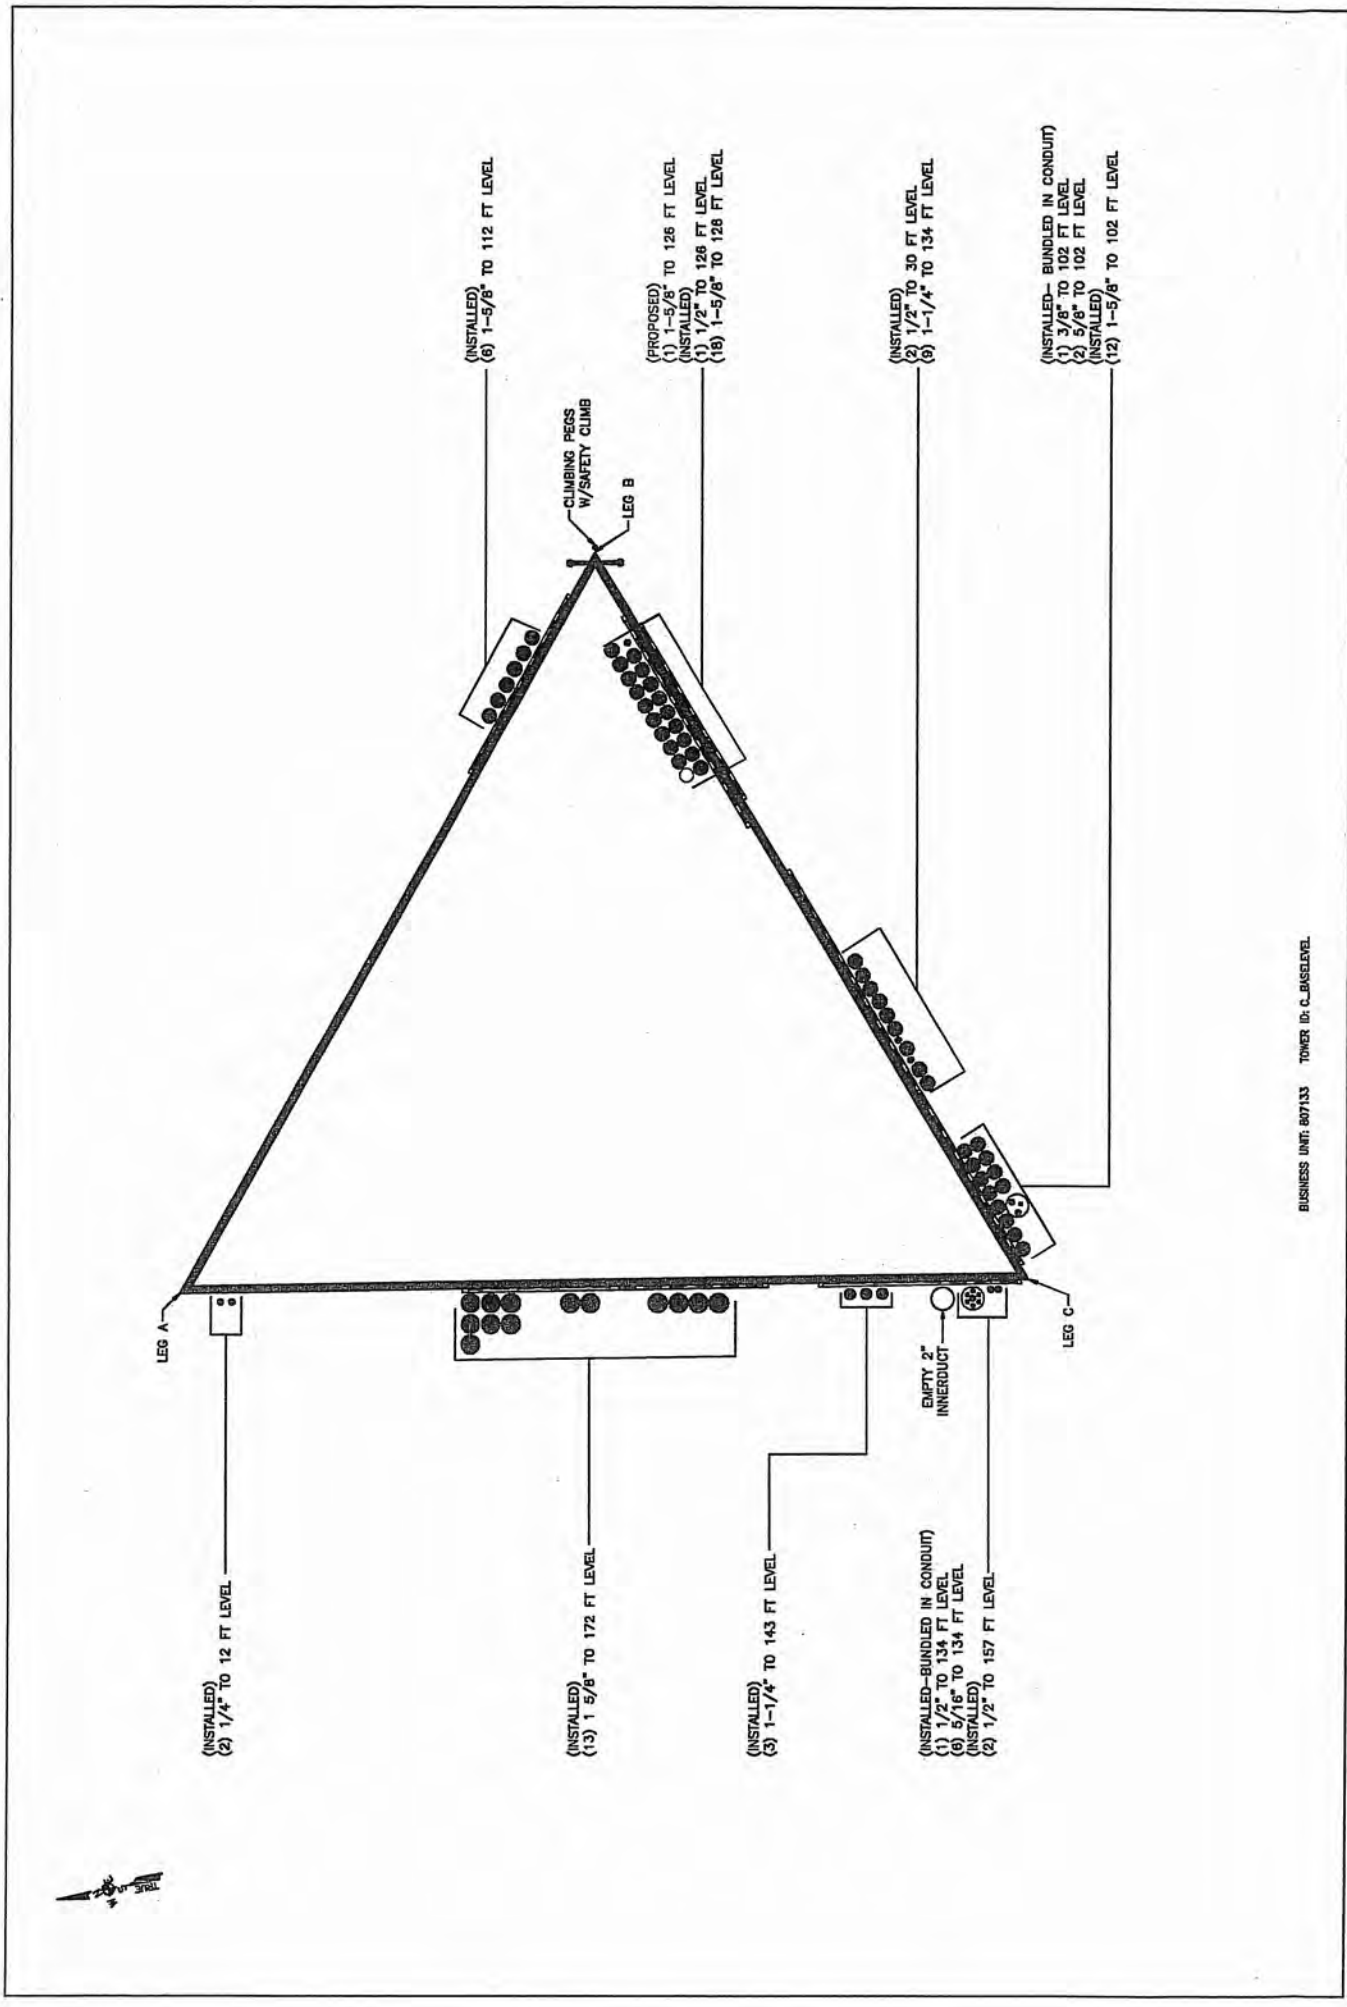 TRUE
LEG A
(INSTALLED)
(2) 1/4" TO 12 FT LEVEL
(INSTALLED)
(6) 1-5/8" TO 112 FT LEVEL
CLIMBING PEGS
W/SAFETY CLIMB
LEG B
(INSTALLED)
(13) 1 5/8" TO 172 FT LEVEL
(PROPOSED)
(1) 1-5/8" TO 126 FT LEVEL
(INSTALLED)
(1) 1/2" TO 126 FT LEVEL
(18) 1-5/8" TO 126 FT LEVEL
(INSTALLED)
(3) 1-1/4" TO 143 FT LEVEL
(INSTALLED)
(2) 1/2" TO 30 FT LEVEL
(9) 1-1/4" TO 134 FT LEVEL
(INSTALLED-BUNDLED IN CONDUIT)
(1) 1/2" TO 134 FT LEVEL
(6) 5/16" TO 134 FT LEVEL
(INSTALLED)
(2) 1/2" TO 157 FT LEVEL
EMPTY 2"
INNERDUCT
(INSTALLED- BUNDLED IN CONDUIT)
(1) 3/8" TO 102 FT LEVEL
(2) 5/8" TO 102 FT LEVEL
(INSTALLED)
(12) 1-5/8" TO 102 FT LEVEL
LEG C
BUSINESS UNIT: 807133 TOWER ID: C_BASELEVEL